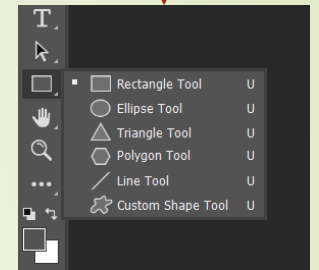 T
Rectangle Tool U
Ellipse Tool U
Triangle Tool U
Polygon Tool U
Line Tool U
Custom Shape Tool U